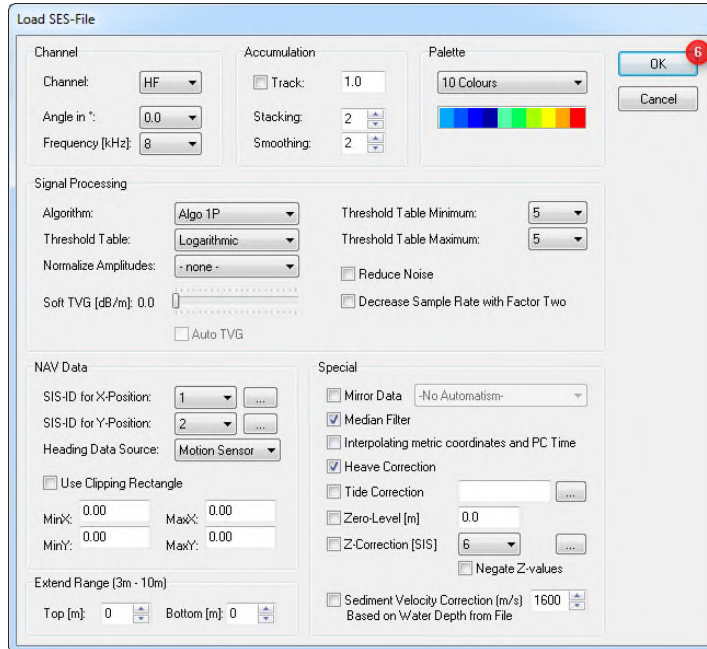 Load SES-File
Channel
Channel: HF
Angle in °: 0.0
Frequency [kHz]: 8
Accumulation
Track: 1.0
Stacking: 2
Smoothing: 2
Palette
10 Colours
OK
6
Cancel
Signal Processing
Algorithm: Algo 1P
Threshold Table: Logarithmic
Normalize Amplitudes: - none -
Soft TVG [dB/m]: 0.0
Auto TVG
Threshold Table Minimum: 5
Threshold Table Maximum: 5
Reduce Noise
Decrease Sample Rate with Factor Two
NAV Data
SIS-ID for X-Position: 1 ...
SIS-ID for Y-Position: 2 ...
Heading Data Source: Motion Sensor
Use Clipping Rectangle
MinX: 0.00 MaxX: 0.00
MinY: 0.00 MaxY: 0.00
Extend Range (3m - 10m)
Top [m]: 0 Bottom [m]: 0
Special
Mirror Data -No Automatism-
Median Filter
Interpolating metric coordinates and PC Time
Heave Correction
Tide Correction ...
Zero-Level [m] 0.0
Z-Correction [SIS] 6 ...
Negate Z-values
Sediment Velocity Correction (m/s) 1600
Based on Water Depth from File